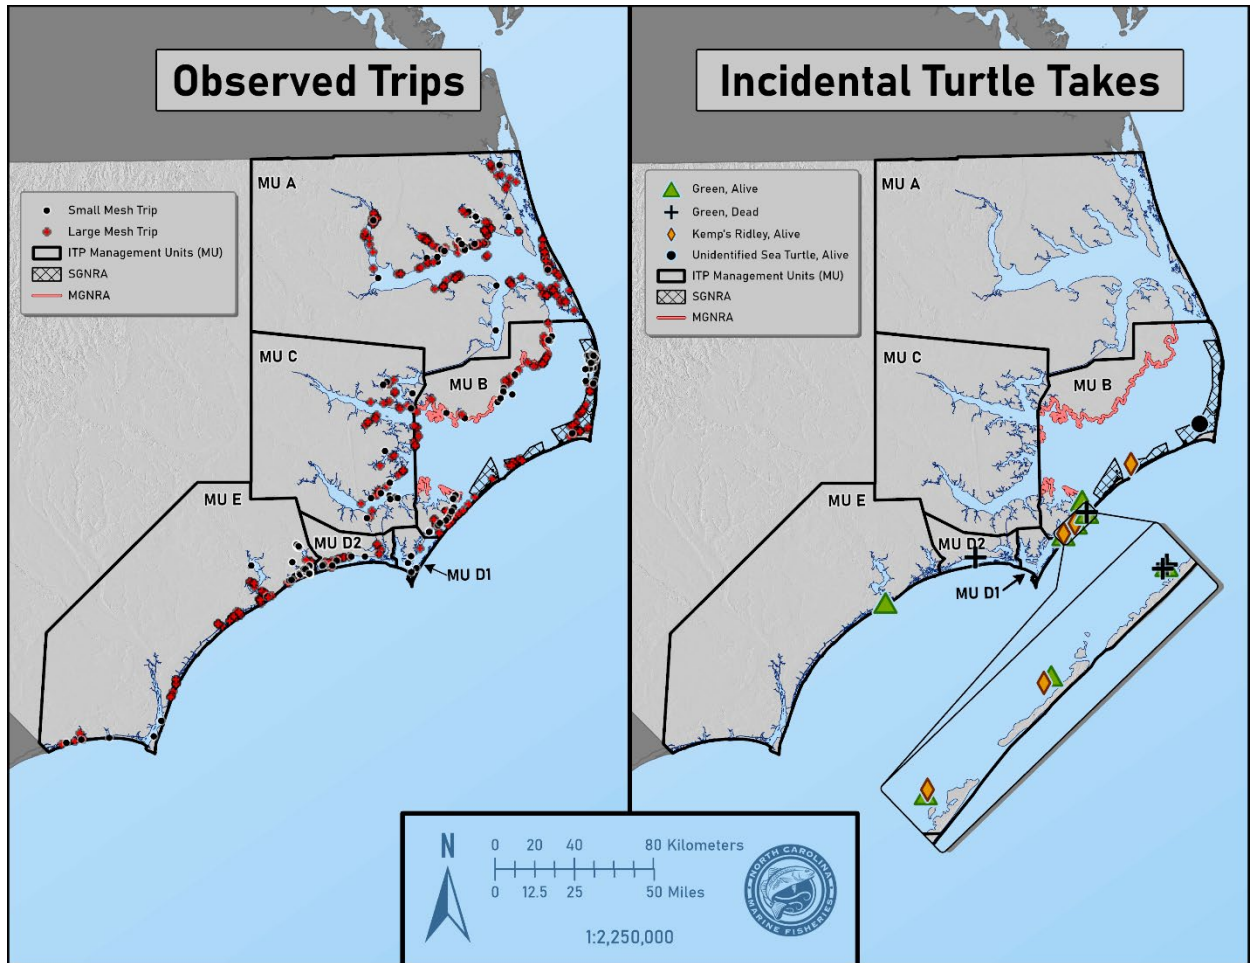 Observed Trips
Small Mesh Trip
Large Mesh Trip
ITP Management Units (MU)
SGNRA
MGNRA
MU A
MU C
MU B
MU E
MU D2
MU D1
Incidental Turtle Takes
Green, Alive
Green, Dead
Kemp's Ridley, Alive
Unidentified Sea Turtle, Alive
ITP Management Units (MU)
SGNRA
MGNRA
MU A
MU C
MU B
MU E
MU D2
MU D1
N
0 20 40 80 Kilometers
0 12.5 25 50 Miles
1:2,250,000
NORTH CAROLINA
MARINE FISHERIES